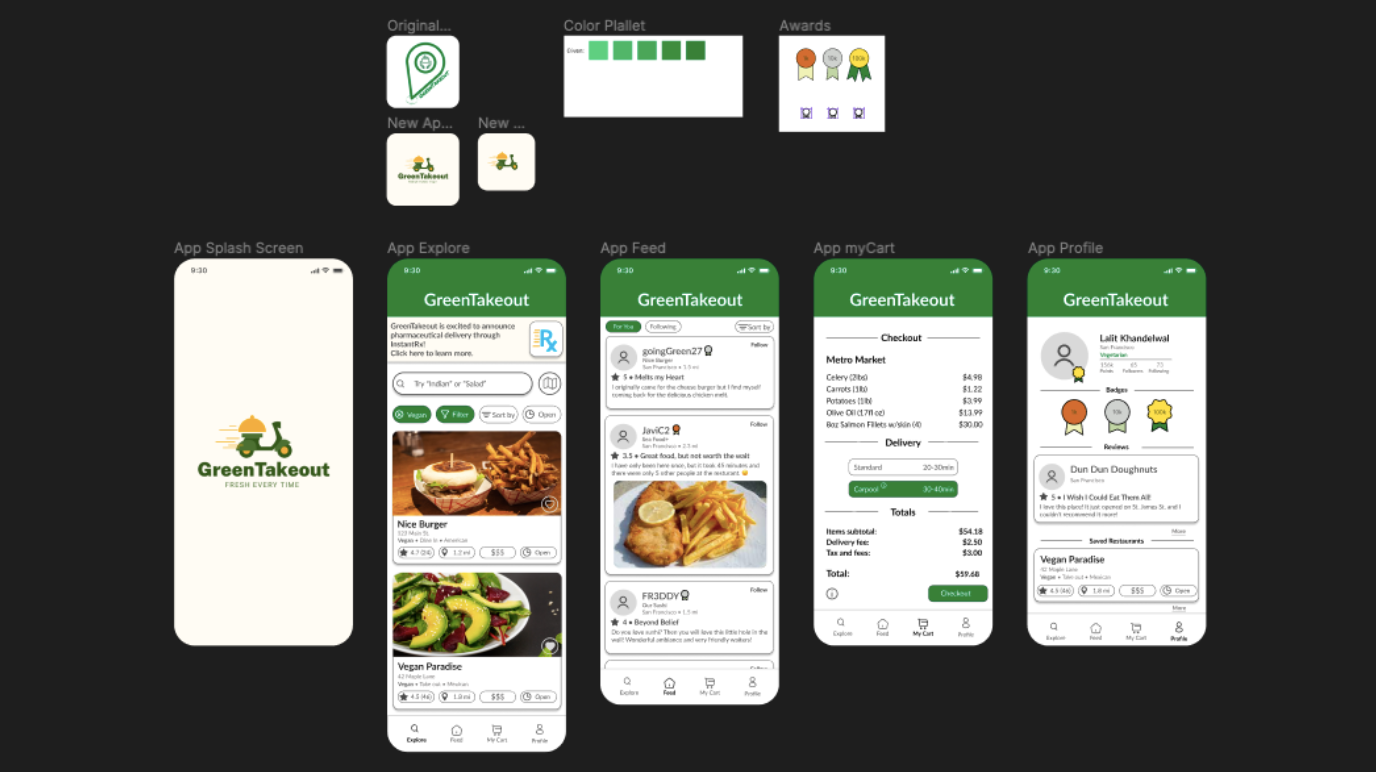 Original...
Color Plallet
Awards
Given:
1k
10k
100k
GreenTakeout
New Ap...
New ...
GreenTakeout
App Splash Screen
9:30
GreenTakeout
FRESH EVERY TIME
App Explore
9:30
GreenTakeout
GreenTakeout is excited to announce
pharmaceutical delivery through
InstantRx!
Click here to learn more.
Rx
Try "Indian" or "Salad"
Vegan
Filter
Sort by
Open
Nice Burger
123 Main St.
Vegan • Dine in • American
4.7
1.2 mi
$$$
Open
Vegan Paradise
42 Maple Lane
Vegan • Take out • Mexican
4.5 (46)
1.8 mi
$$$
Open
Explore
Feed
My Cart
Profile
App Feed
9:30
GreenTakeout
For You
Following
Sort by
goingGreen27
Follow
Nice Burger
San Francisco • 1.5 mi
5 • Melts my Heart
I originally came for the cheese burger but I find myself
coming back for the delicious chicken melt.
JaviC2
Follow
San Francisco • 2.5 mi
3.5 • Great food, but not worth the wait
I have only been here once, but it took 45 minutes and
there were only 5 other people at the resturant.
FR3DDY
Follow
Our Sushi
San Francisco • 1.5 mi
4 • Beyond Belief
Do you love sushi? Then you will love this little hole in the
wall! Wonderful ambiance and very friendly waiters!
Follow
Explore
Feed
My Cart
Profile
App myCart
9:30
GreenTakeout
Checkout
Metro Market
Celery (2lbs) $4.98
Carrots (1lb) $1.22
Potatoes (1lb) $3.99
Olive Oil (17fl oz) $13.99
8oz Salmon Fillets w/skin (4) $30.00
Delivery
Standard 20-30min
Carpool 30-40min
Totals
Items subtotal: $54.18
Delivery fee: $2.50
Tax and fees: $3.00
Total: $59.68
Checkout
Explore
Feed
My Cart
Profile
App Profile
9:30
GreenTakeout
Lalit Khandelwal
San Francisco
Vegetarian
65
Points
Followers
Following
Badges
1k
10k
100k
Reviews
Dun Dun Doughnuts
San Francisco
5 • I Wish I Could Eat Them All!
I love this place! It just opened on St. James St, and I
couldn't recommend it more!
More
Saved Restaurants
Vegan Paradise
42 Maple Lane
Vegan • Take out • Mexican
4.5 (46)
1.8 mi
$$$
Open
More
Explore
Feed
My Cart
Profile